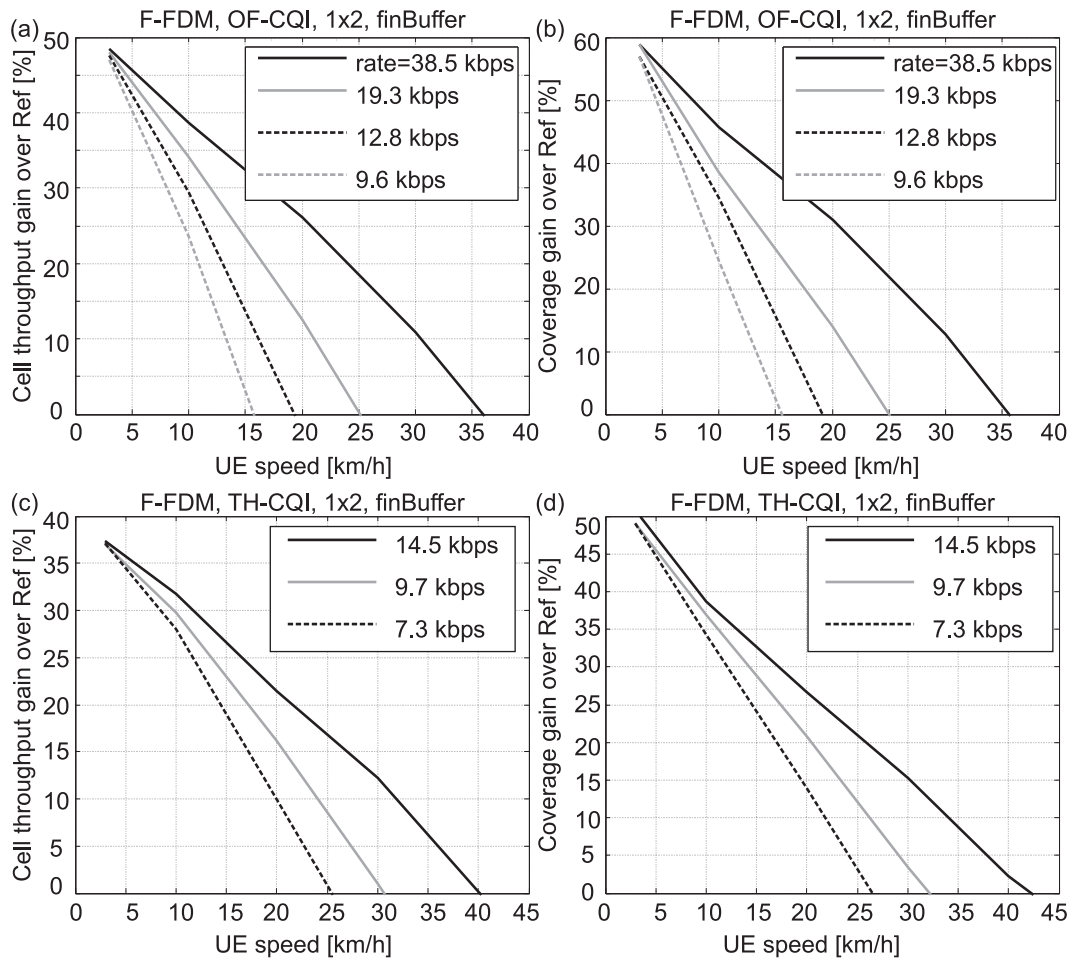 (a)
F-FDM, OF-CQI, 1x2, finBuffer
50
40
30
20
10
0
Cell throughput gain over Ref [%]
rate=38.5 kbps
19.3 kbps
12.8 kbps
9.6 kbps
0 5 10 15 20 25 30 35 40
UE speed [km/h]
(b)
F-FDM, OF-CQI, 1x2, finBuffer
60
50
40
30
20
10
0
Coverage gain over Ref [%]
rate=38.5 kbps
19.3 kbps
12.8 kbps
9.6 kbps
0 5 10 15 20 25 30 35 40
UE speed [km/h]
(c)
F-FDM, TH-CQI, 1x2, finBuffer
40
35
30
25
20
15
10
5
0
Cell throughput gain over Ref [%]
14.5 kbps
9.7 kbps
7.3 kbps
0 5 10 15 20 25 30 35 40 45
UE speed [km/h]
(d)
F-FDM, TH-CQI, 1x2, finBuffer
50
45
40
35
30
25
20
15
10
5
0
Coverage gain over Ref [%]
14.5 kbps
9.7 kbps
7.3 kbps
0 5 10 15 20 25 30 35 40 45
UE speed [km/h]